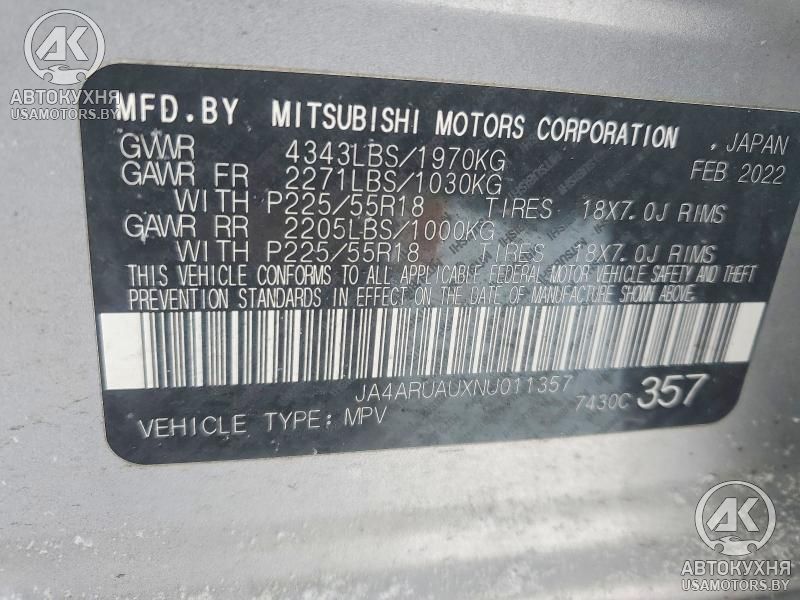 АК
АВТОКУХНЯ
USAMOTORS.BY
MFD.BY MITSUBISHI MOTORS CORPORATION , JAPAN
GVWR 4343LBS/1970KG FEB 2022
GAWR FR 2271LBS/1030KG
WITH P225/55R18 TIRES 18X7.0J RIMS
GAWR RR 2205LBS/1000KG
WITH P225/55R18 TIRES 18X7.0J RIMS
THIS VEHICLE CONFORMS TO ALL APPLICABLE FEDERAL MOTOR VEHICLE SAFETY AND THEFT
PREVENTION STANDARDS IN EFFECT ON THE DATE OF MANUFACTURE SHOWN ABOVE.
JA4ARUAUXNU011357
7430C 357
VEHICLE TYPE: MPV
АК
АВТОКУХНЯ
USAMOTORS.BY